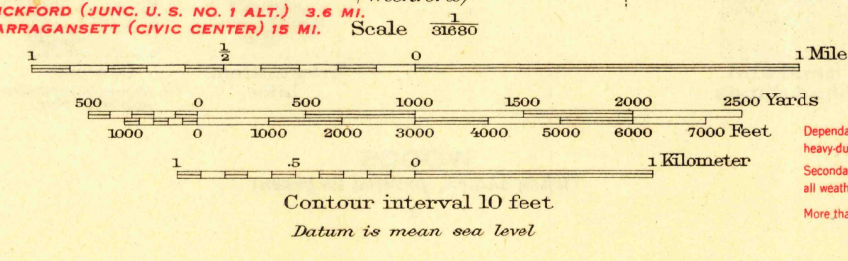 ICKFORD (JUNC. U. S. NO. 1 ALT.) 3.6 MI.
ARRAGANSETT (CIVIC CENTER) 15 MI.
Scale 1/31680
1 1/2 0 1 Mile
500 0 500 1000 1500 2000 2500 Yards
1000 0 1000 2000 3000 4000 5000 6000 7000 Feet
1 .5 0 1 Kilometer
Contour interval 10 feet
Datum is mean sea level
Dependa
heavy-du
Seconda
all weath
More tha